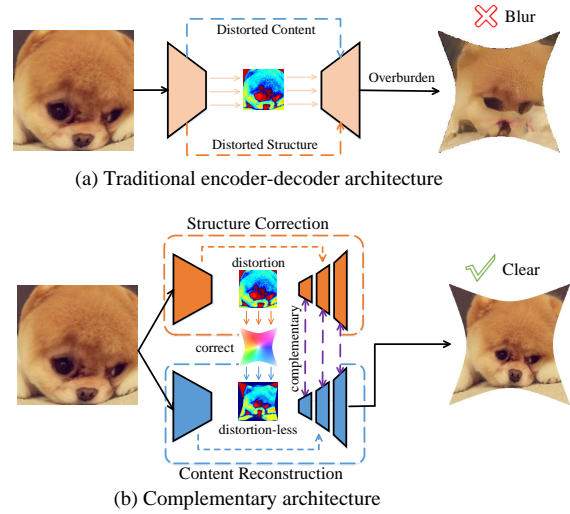 Distorted Content
Blur
Overburden
Distorted Structure
(a) Traditional encoder-decoder architecture
Structure Correction
distortion
Clear
correct
complementary
distortion-less
Content Reconstruction
(b) Complementary architecture